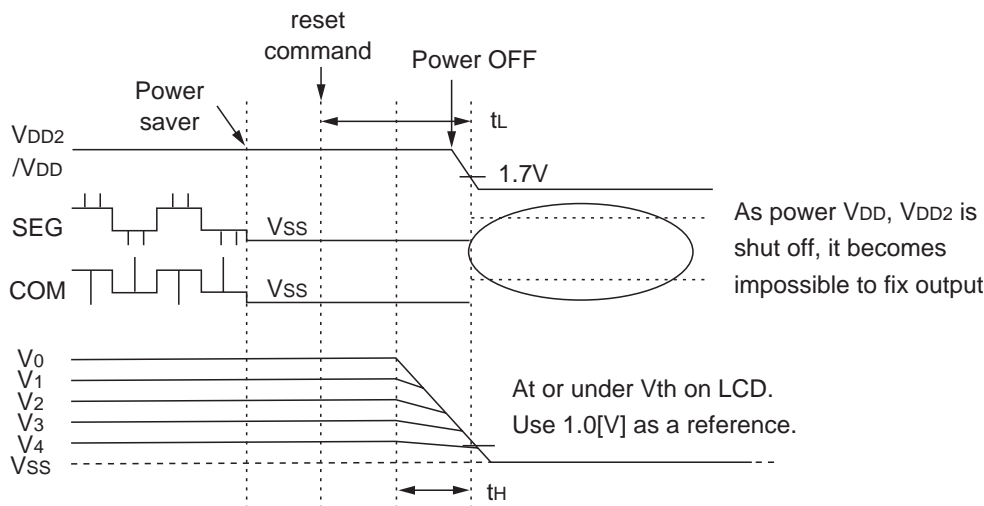 reset
command
Power OFF
Power
saver
tL
VDD2
/VDD
1.7V
SEG
VSS
As power VDD, VDD2 is
shut off, it becomes
impossible to fix output
COM
VSS
V0
V1
V2
V3
V4
VSS
At or under Vth on LCD.
Use 1.0[V] as a reference.
tH